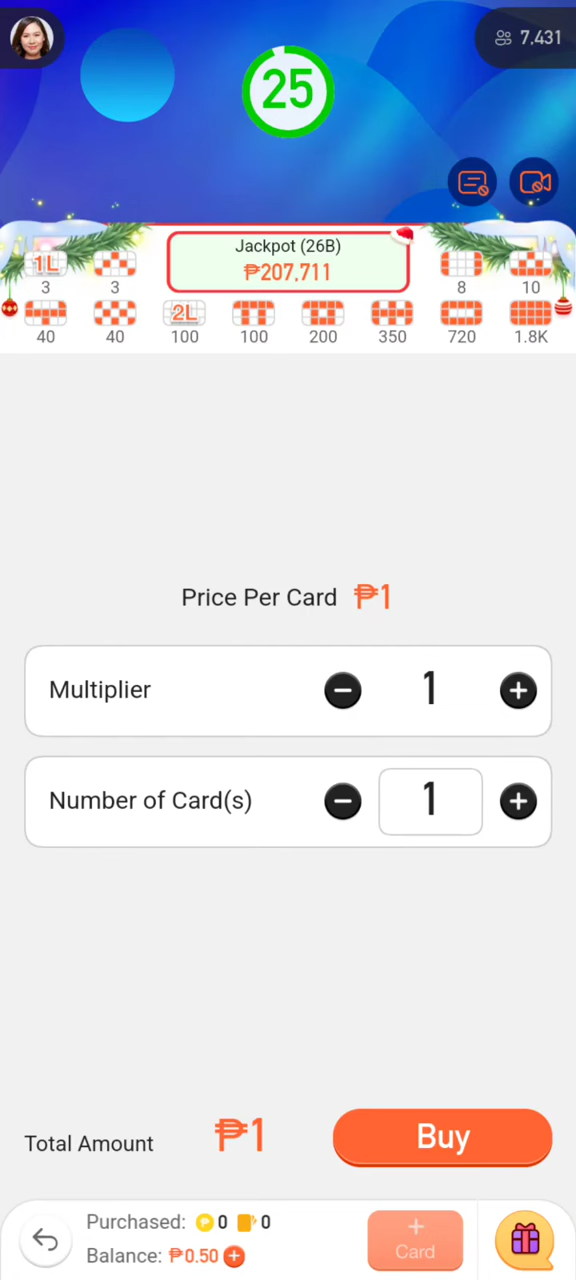 7,431
25
Jackpot (26B)
₱207,711
1L
3
3
8
10
2L
40
40
100
100
200
350
720
1.8K
Price Per Card ₱1
Multiplier 1
Number of Card(s) 1
Total Amount ₱1 Buy
Purchased: 0 0
Balance: ₱0.50
Card